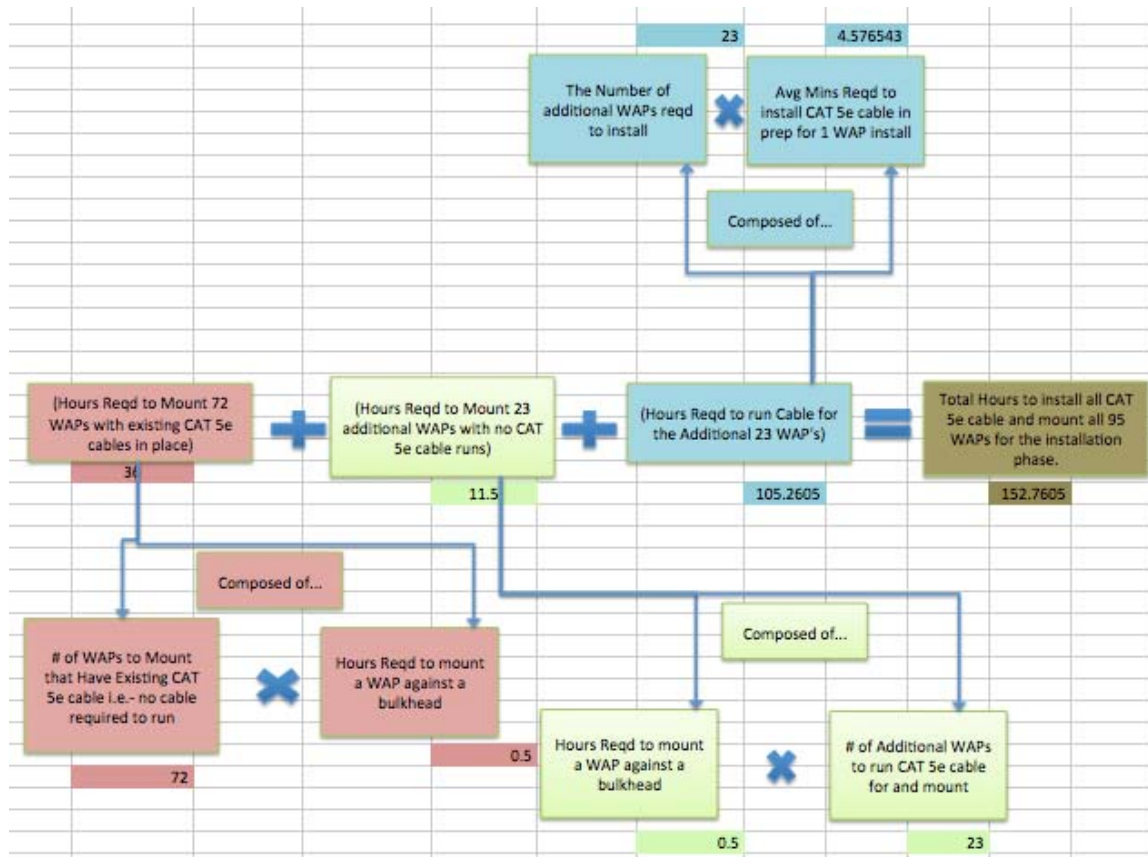 23
4.576543
The Number of
additional WAPs reqd
to install
Avg Mins Reqd to
install CAT 5e cable in
prep for 1 WAP install
Composed of...
(Hours Reqd to Mount 72
WAPs with existing CAT 5e
cables in place)
36
(Hours Reqd to Mount 23
additional WAPs with no CAT
5e cable runs)
11.5
(Hours Reqd to run Cable for
the Additional 23 WAP's)
105.2605
Total Hours to install all CAT
5e cable and mount all 95
WAPs for the installation
phase.
152.7605
Composed of...
# of WAPs to Mount
that Have Existing CAT
5e cable i.e.- no cable
required to run
72
Hours Reqd to mount
a WAP against a
bulkhead
0.5
Composed of...
Hours Reqd to mount
a WAP against a
bulkhead
0.5
# of Additional WAPs
to run CAT 5e cable
for and mount
23